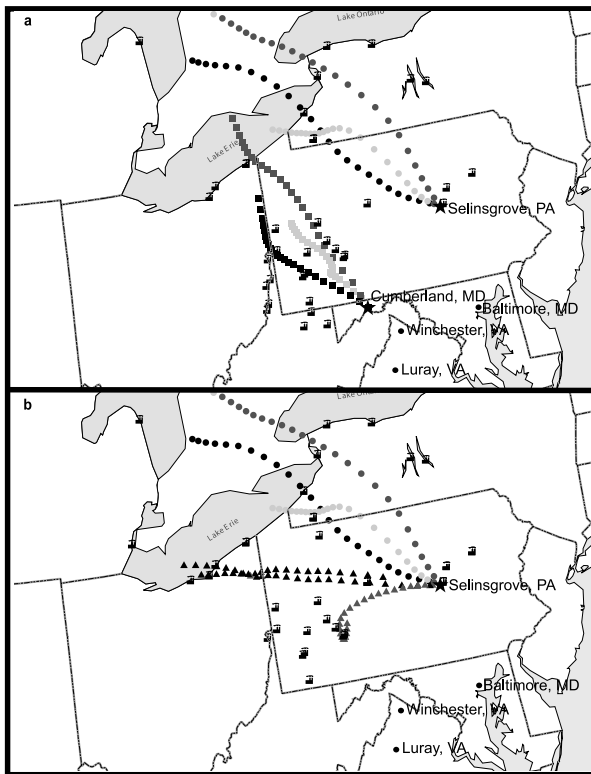 a
Lake Ontario
Lake Erie
Selinsgrove, PA
Cumberland, MD
Baltimore, MD
Winchester, VA
Luray, VA
b
Lake Ontario
Lake Erie
Selinsgrove, PA
Baltimore, MD
Winchester, VA
Luray, VA